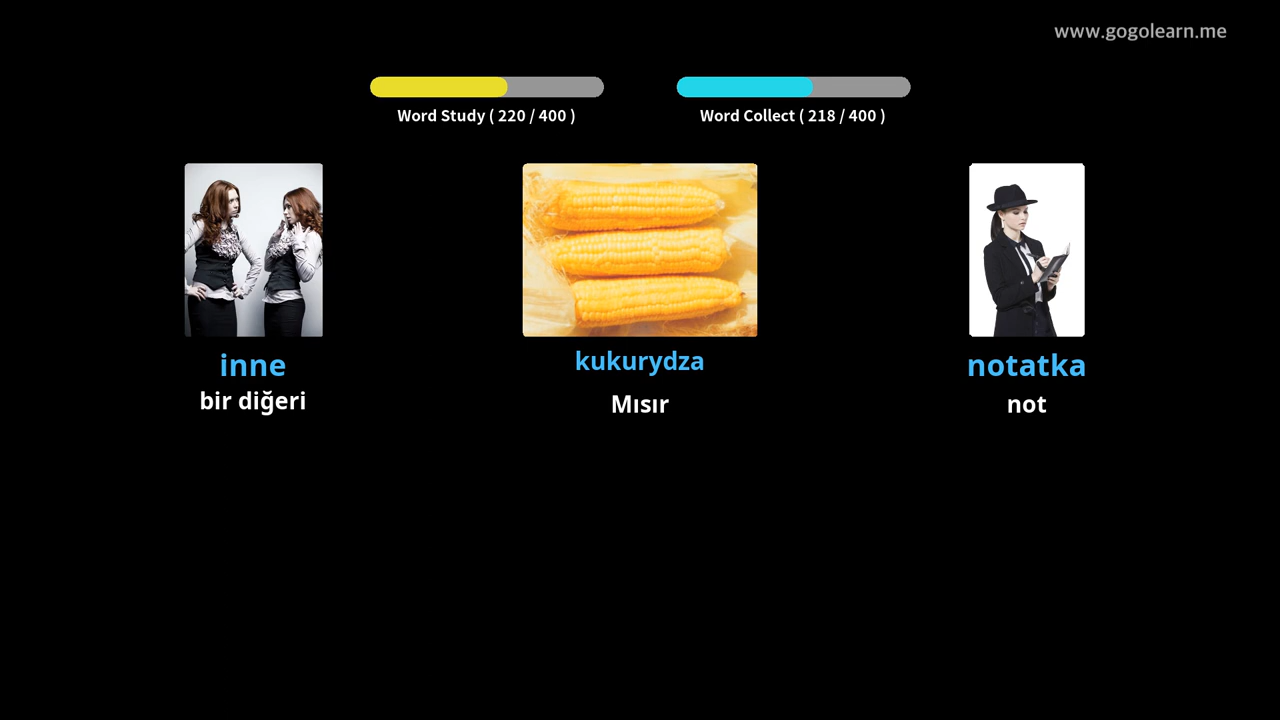 www.gogolearn.me
Word Study ( 220 / 400 )
Word Collect ( 218 / 400 )
inne
bir diğeri
kukurydza
Mısır
notatka
not